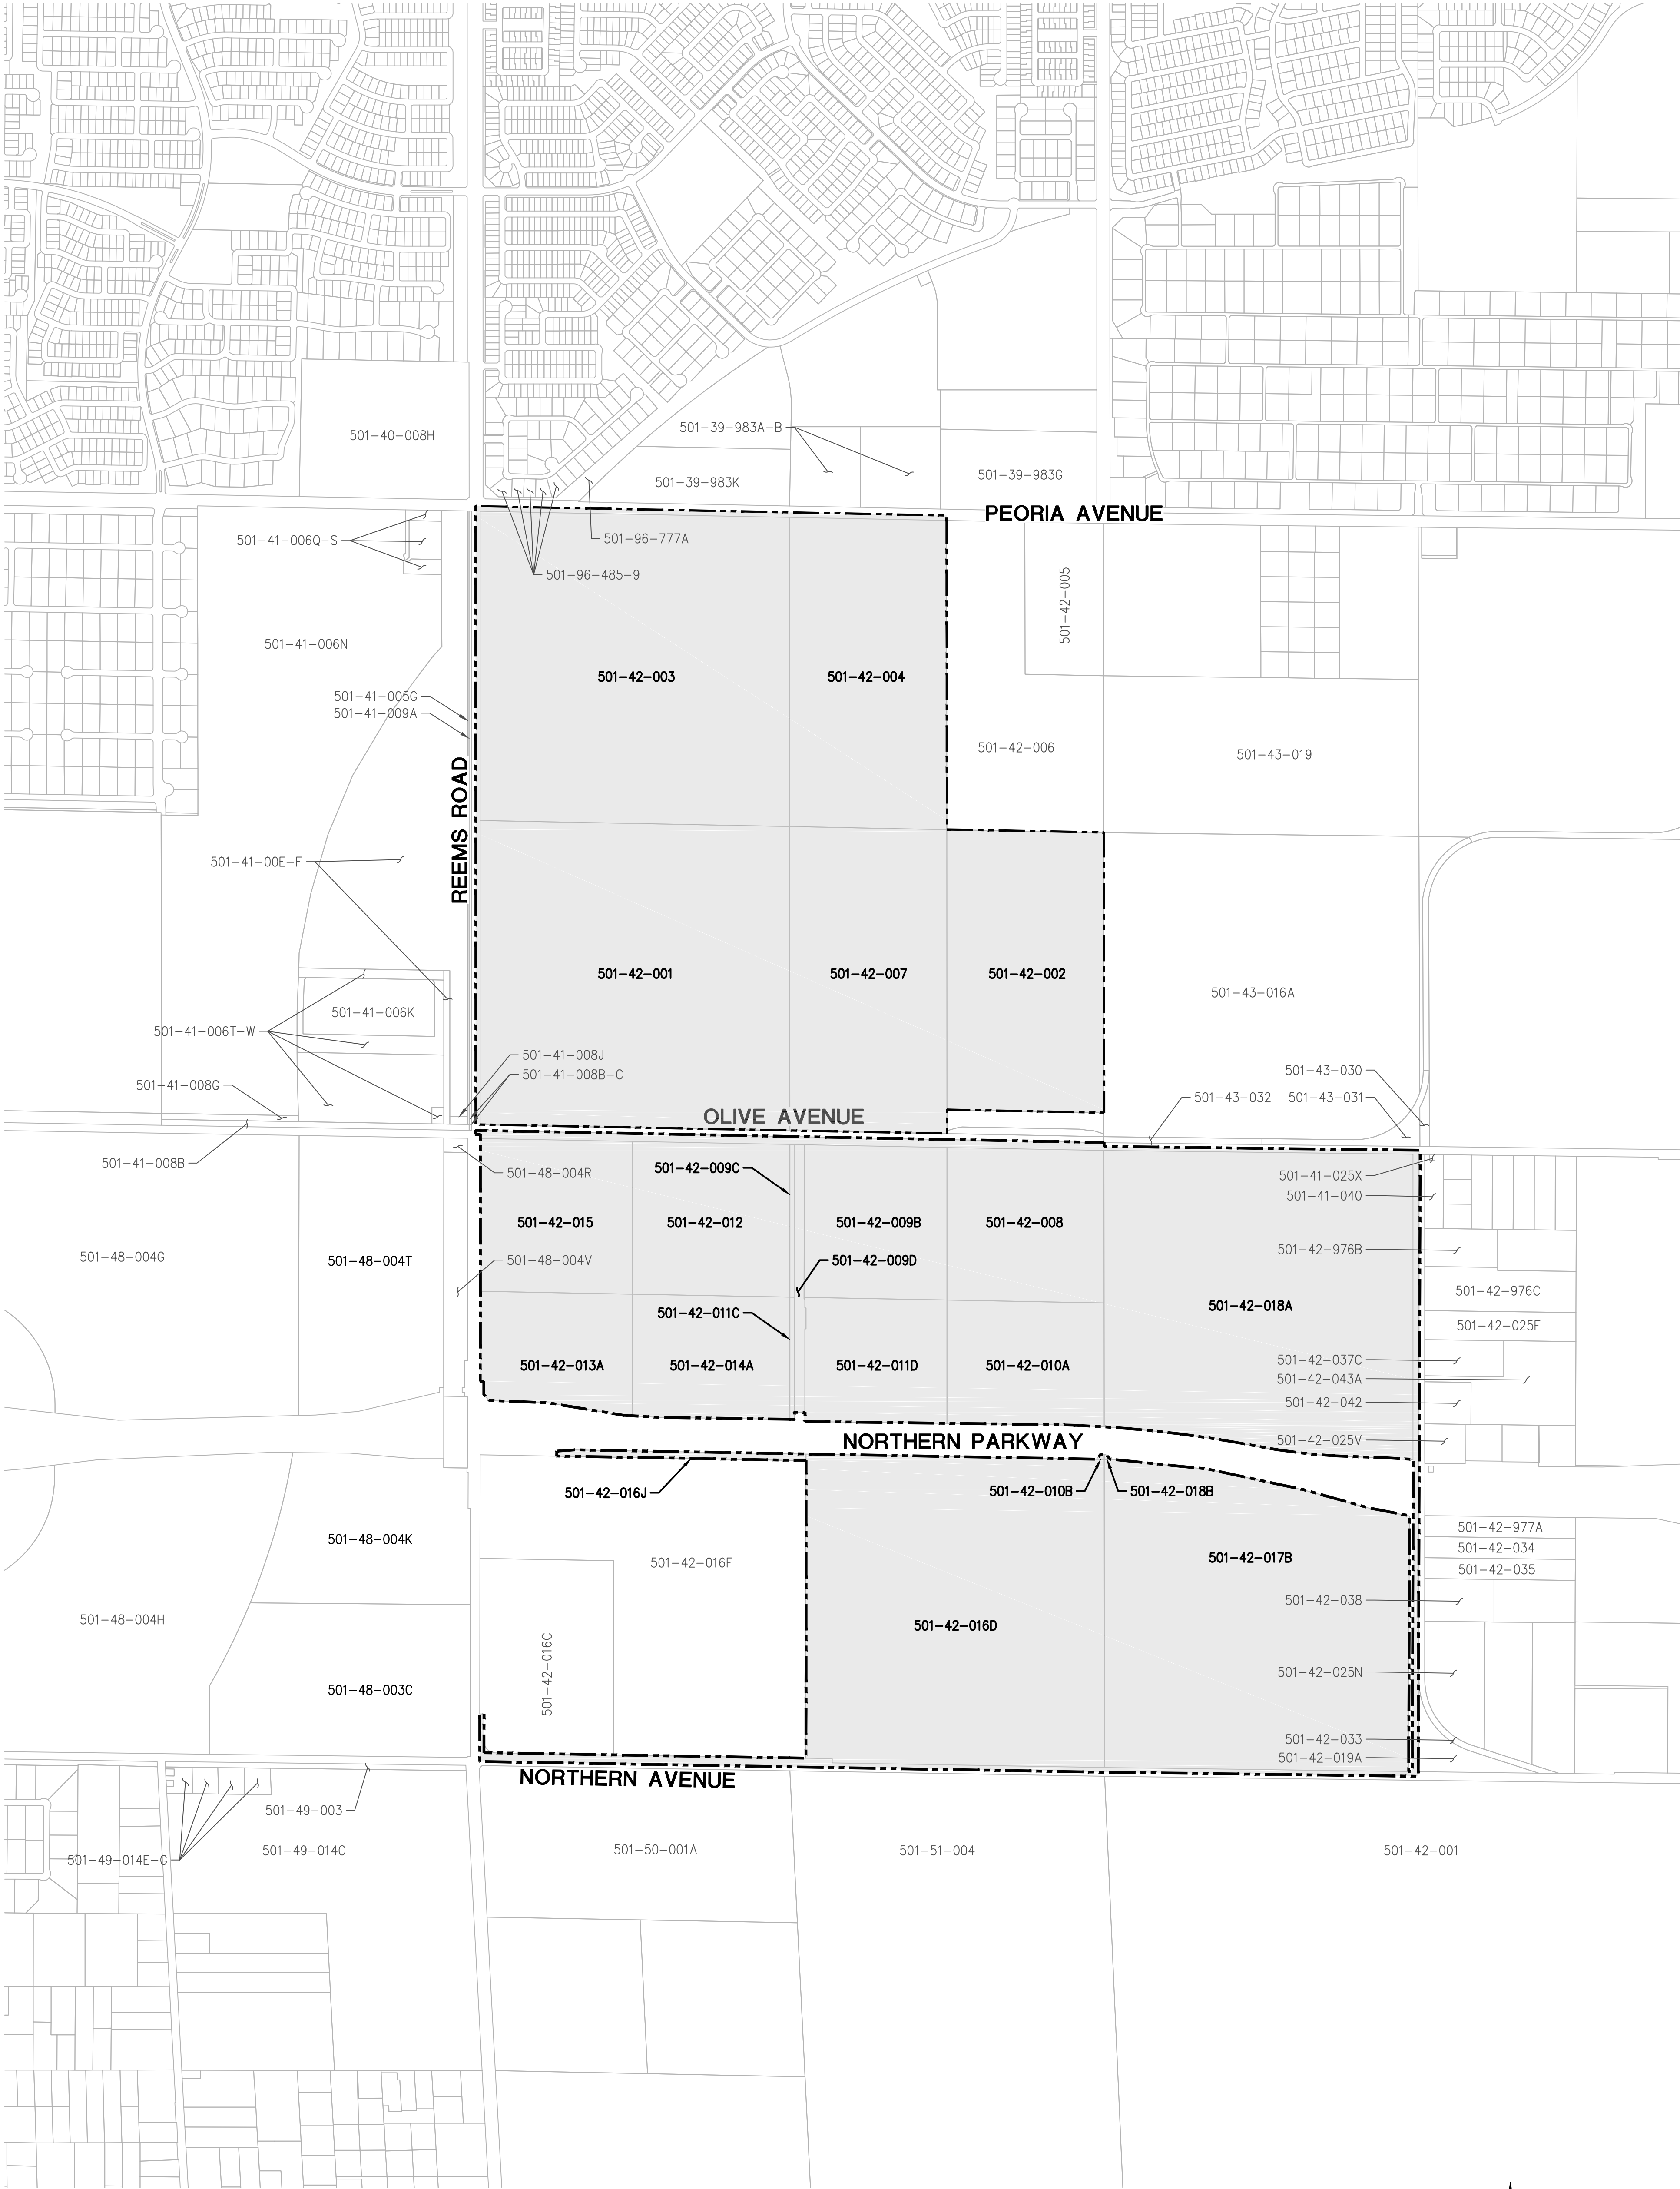 501-40-008H
501-39-983A-B
501-39-983K
501-39-983G
PEORIA AVENUE
501-41-006Q-S
501-96-777A
501-96-485-9
501-42-005
501-41-006N
501-42-003
501-42-004
501-41-005G
501-41-009A
501-42-006
501-43-019
REEMS ROAD
501-41-00E-F
501-42-001
501-42-007
501-42-002
501-43-016A
501-41-006K
501-41-006T-W
501-41-008J
501-41-008B-C
501-41-008G
501-43-030
501-43-032
501-43-031
OLIVE AVENUE
501-41-008B
501-48-004R
501-42-009C
501-41-025X
501-41-040
501-42-015
501-42-012
501-42-009B
501-42-008
501-48-004G
501-48-004T
501-48-004V
501-42-009D
501-42-976B
501-42-976C
501-42-011C
501-42-018A
501-42-025F
501-42-013A
501-42-014A
501-42-011D
501-42-010A
501-42-037C
501-42-043A
501-42-042
NORTHERN PARKWAY
501-42-025V
501-42-016J
501-42-010B
501-42-018B
501-42-977A
501-48-004K
501-42-034
501-42-016F
501-42-017B
501-42-035
501-42-038
501-48-004H
501-42-016D
501-42-016C
501-42-025N
501-48-003C
501-42-033
501-42-019A
NORTHERN AVENUE
501-49-003
501-49-014E-G
501-49-014C
501-50-001A
501-51-004
501-42-001